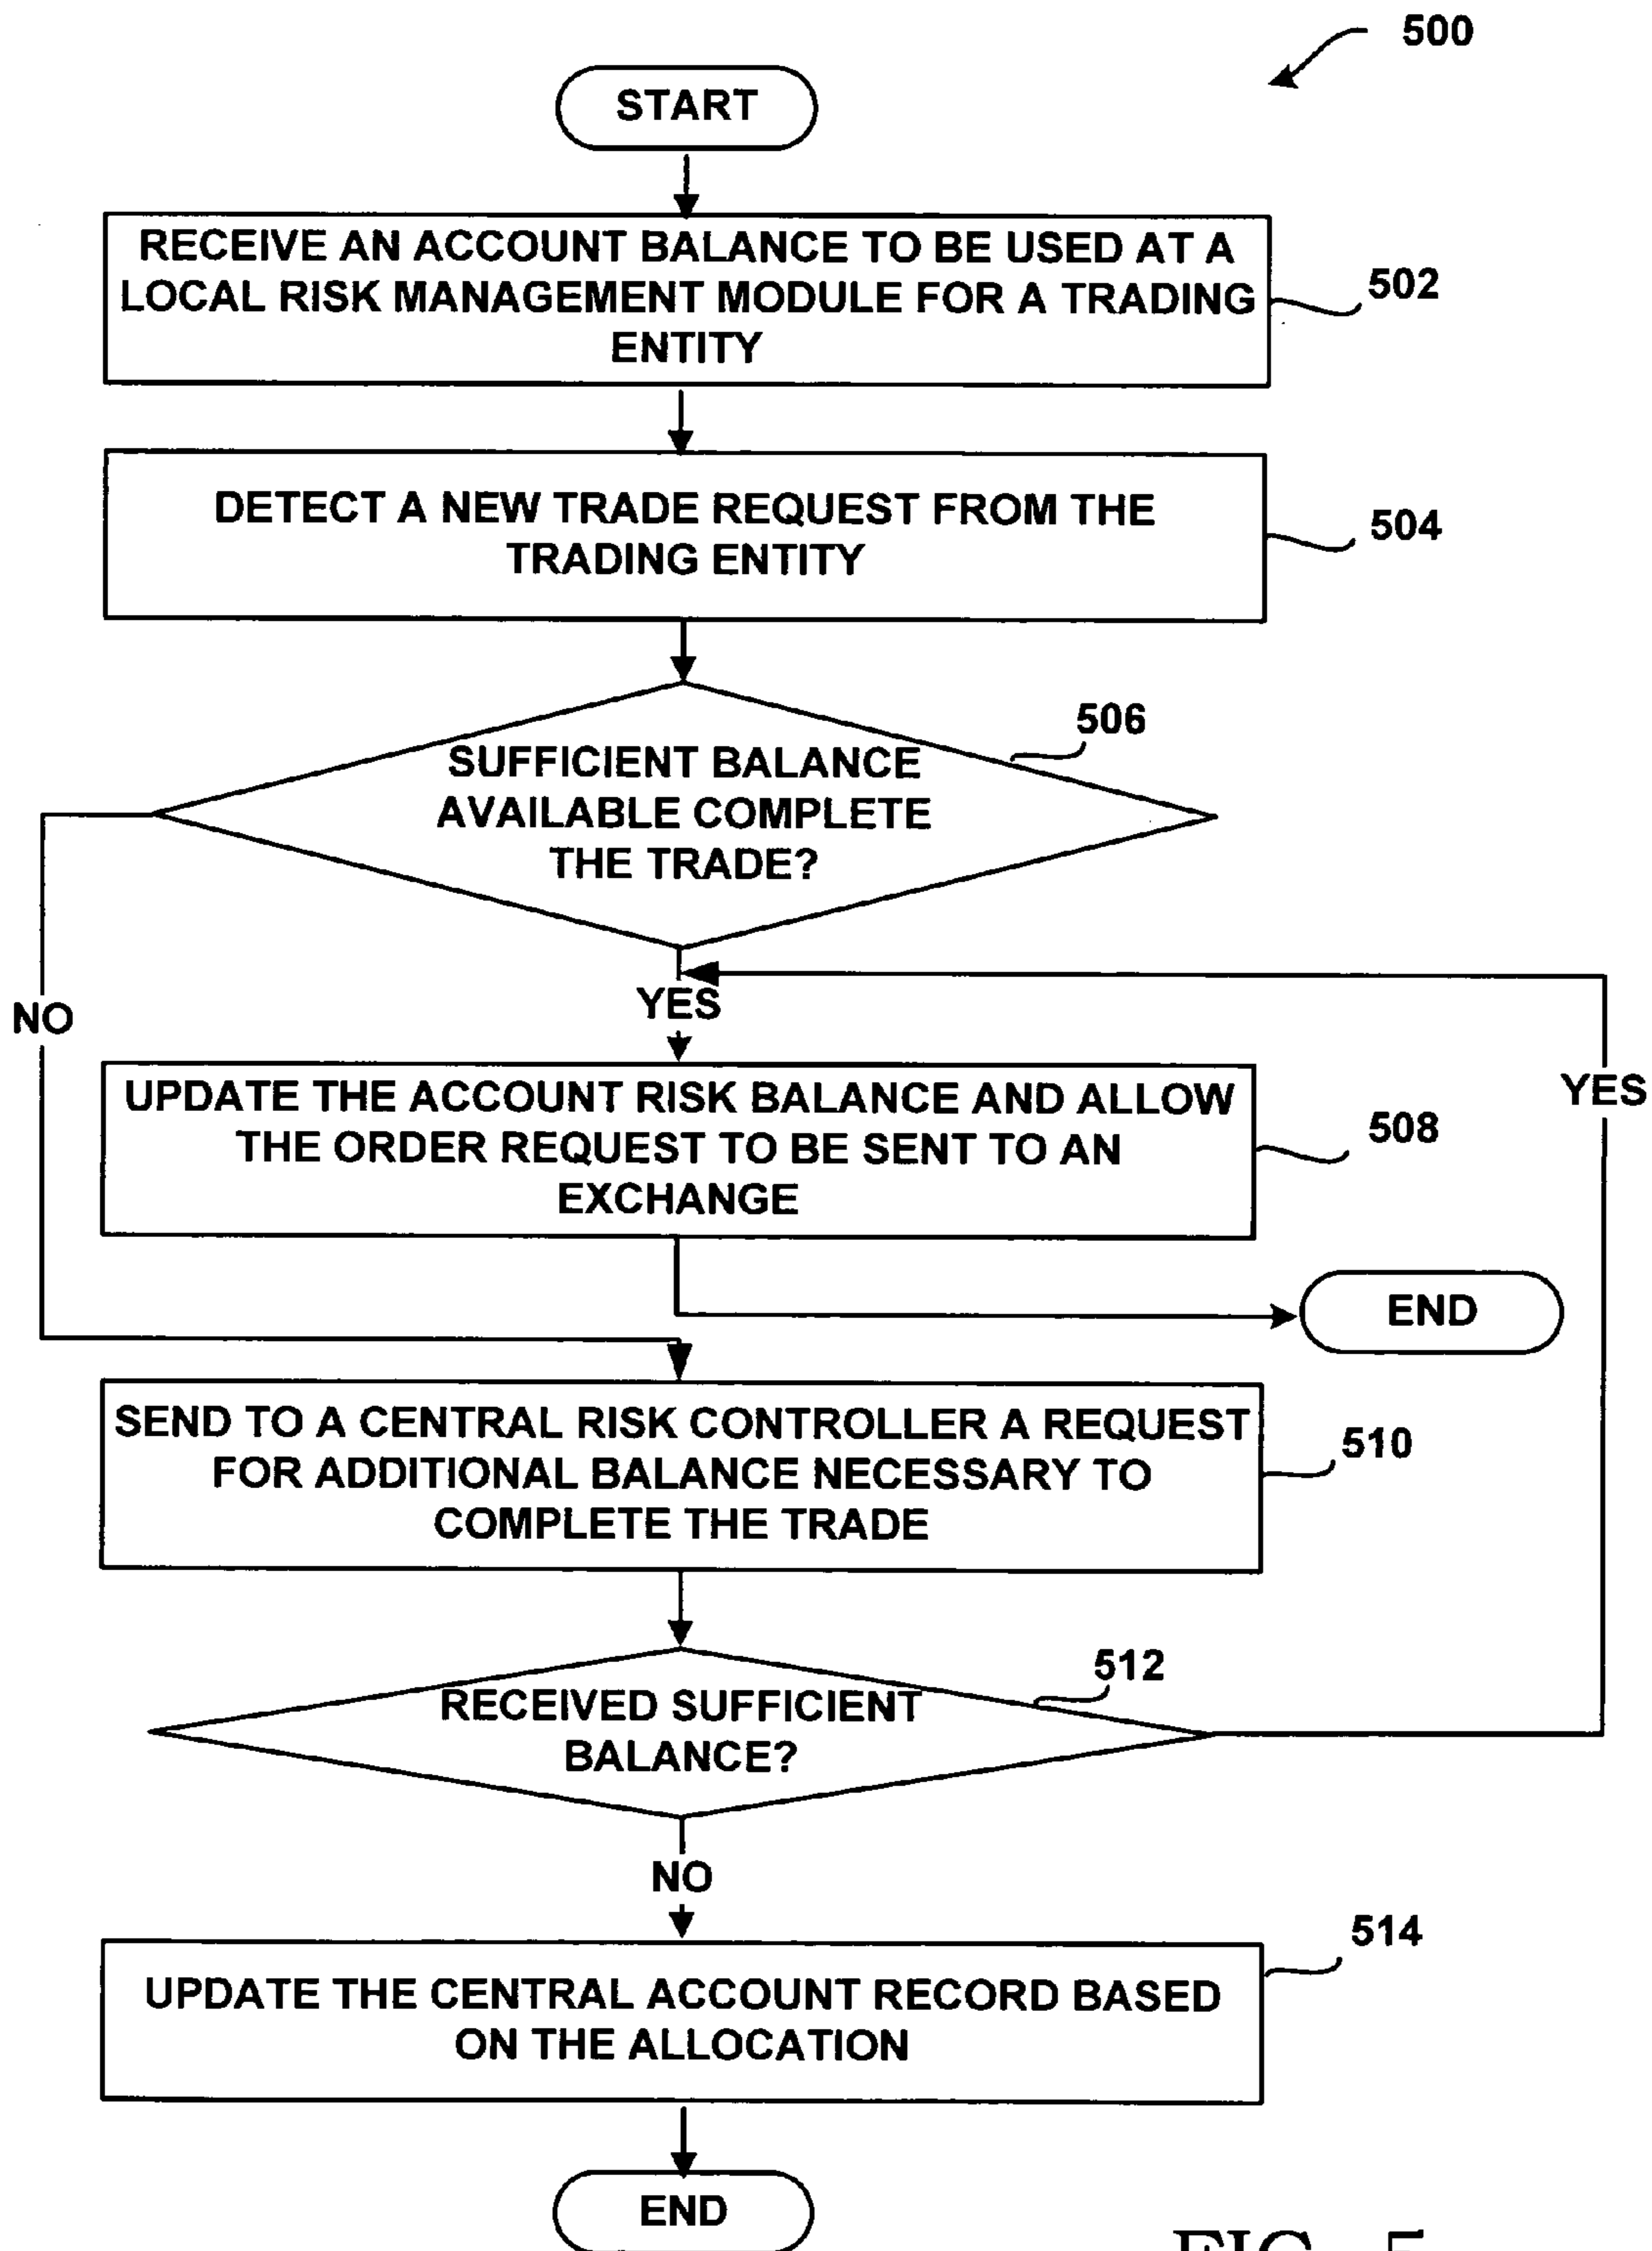 500
START
RECEIVE AN ACCOUNT BALANCE TO BE USED AT A
LOCAL RISK MANAGEMENT MODULE FOR A TRADING
ENTITY
502
DETECT A NEW TRADE REQUEST FROM THE
TRADING ENTITY
504
506
SUFFICIENT BALANCE
AVAILABLE COMPLETE
THE TRADE?
NO
YES
YES
UPDATE THE ACCOUNT RISK BALANCE AND ALLOW
THE ORDER REQUEST TO BE SENT TO AN
EXCHANGE
508
END
SEND TO A CENTRAL RISK CONTROLLER A REQUEST
FOR ADDITIONAL BALANCE NECESSARY TO
COMPLETE THE TRADE
510
512
RECEIVED SUFFICIENT
BALANCE?
NO
514
UPDATE THE CENTRAL ACCOUNT RECORD BASED
ON THE ALLOCATION
END
FIG. 5